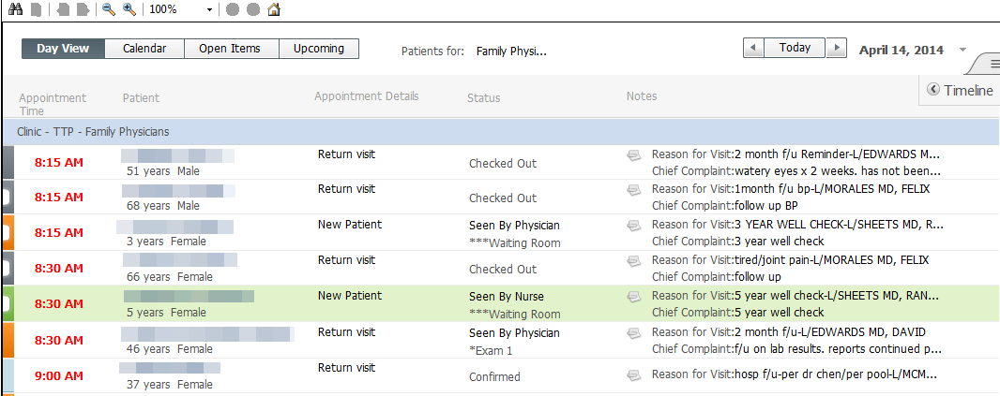 100%
Day View Calendar Open Items Upcoming Patients for: Family Physi... Today April 14, 2014
Timeline
Appointment Time Patient Appointment Details Status Notes
Clinic - TTP - Family Physicians
8:15 AM Return visit Checked Out Reason for Visit:2 month f/u Reminder-L/EDWARDS M...
51 years Male Chief Complaint:watery eyes x 2 weeks. has not been...
8:15 AM Return visit Checked Out Reason for Visit:1month f/u bp-L/MORALES MD, FELIX
68 years Male Chief Complaint:follow up BP
8:15 AM New Patient Seen By Physician Reason for Visit:3 YEAR WELL CHECK-L/SHEETS MD, R...
3 years Female ***Waiting Room Chief Complaint:3 year well check
8:30 AM Return visit Checked Out Reason for Visit:tired/joint pain-L/MORALES MD, FELIX
66 years Female Chief Complaint:follow up
8:30 AM New Patient Seen By Nurse Reason for Visit:5 year well check-L/SHEETS MD, RAN...
5 years Female ***Waiting Room Chief Complaint:5 year well check
8:30 AM Return visit Seen By Physician Reason for Visit:2 month f/u-L/EDWARDS MD, DAVID
46 years Female *Exam 1 Chief Complaint:f/u on lab results. reports continued p...
9:00 AM Return visit Confirmed Reason for Visit:hosp f/u-per dr chen/per pool-L/MCM...
37 years Female